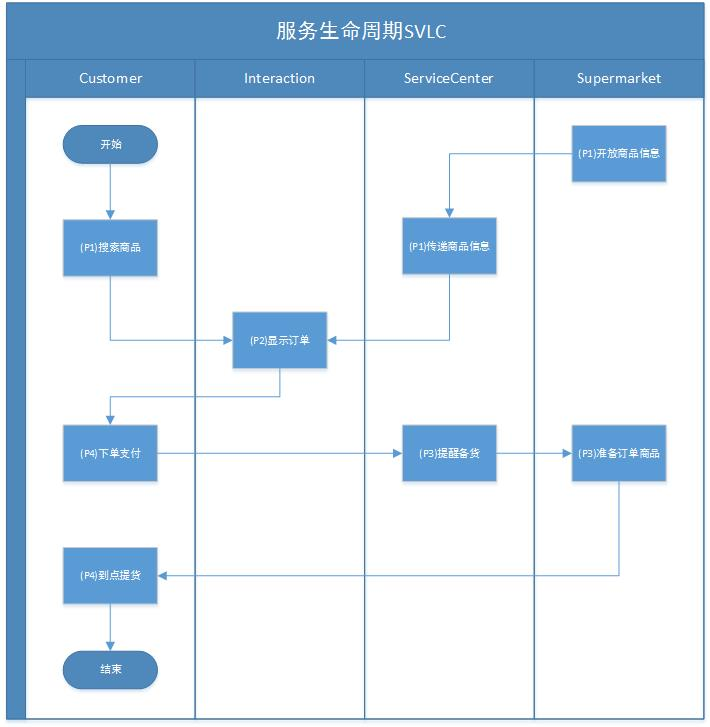 服务生命周期SVLC
Customer
Interaction
ServiceCenter
Supermarket
开始
(P1)开放商品信息
(P1)搜索商品
(P1)传递商品信息
(P2)显示订单
(P4)下单支付
(P3)提醒备货
(P3)准备订单商品
(P4)到点提货
结束